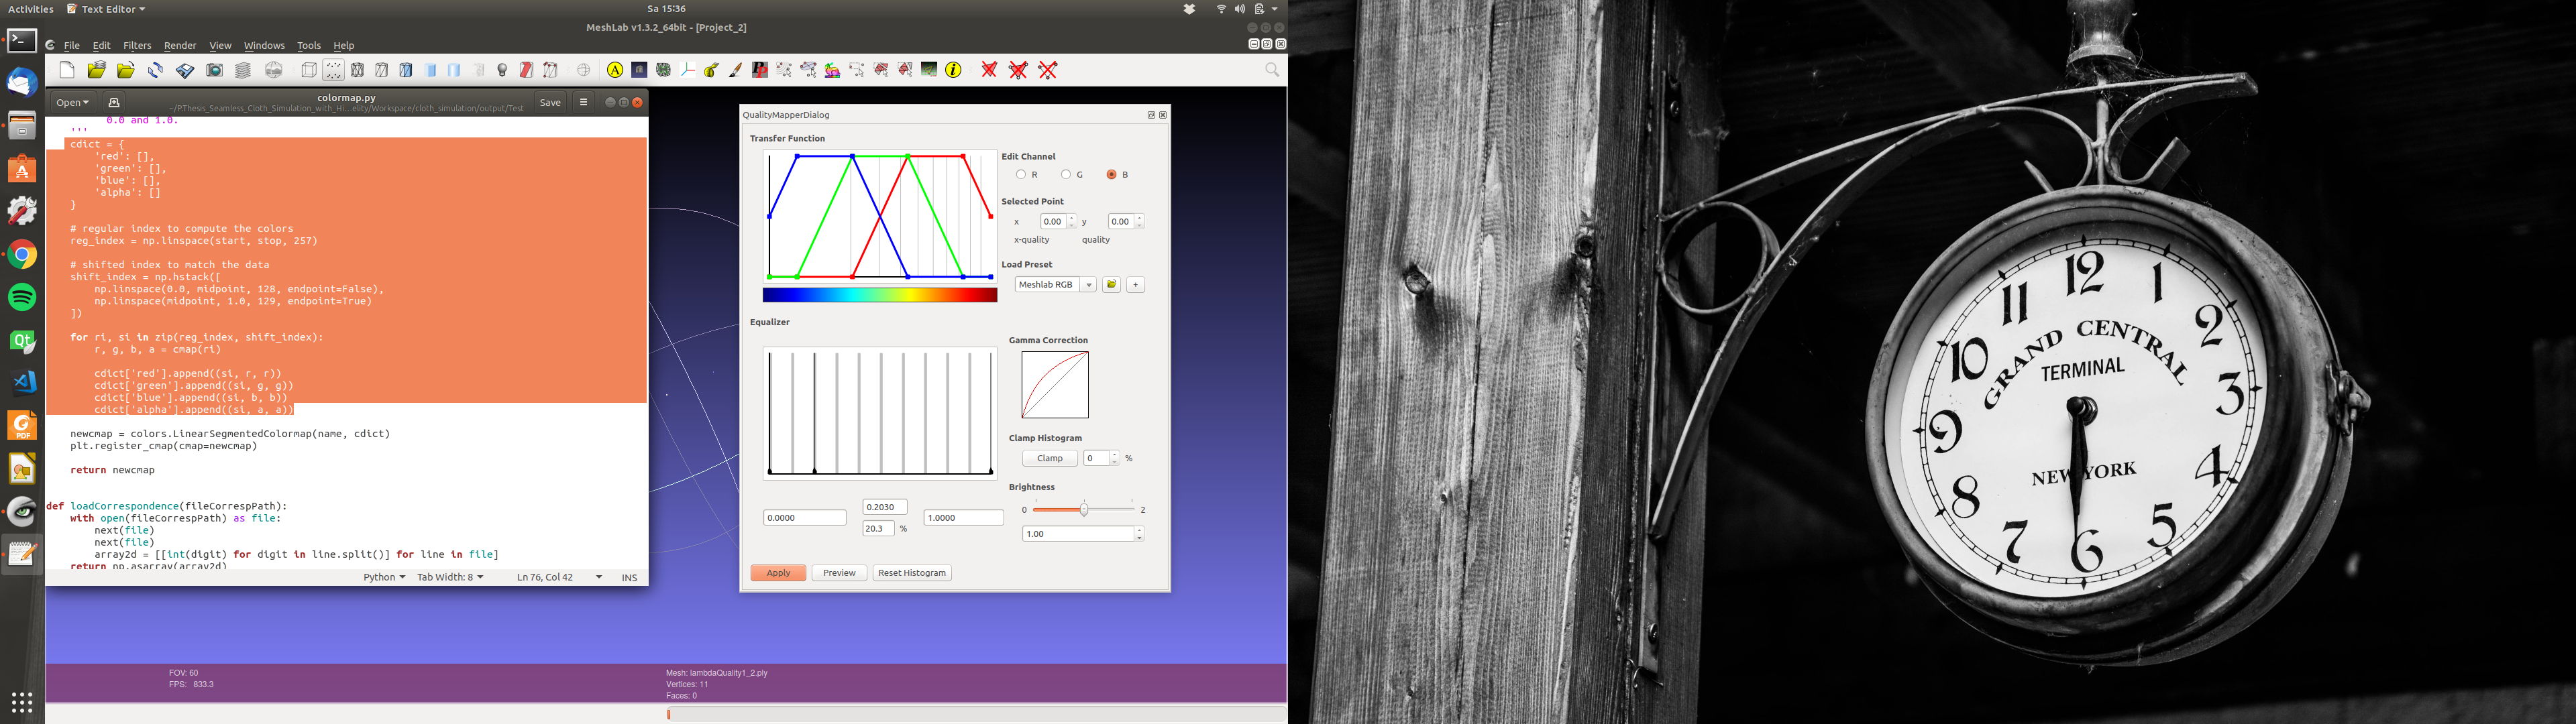 Activities
Text Editor
Sa 15:36
MeshLab v1.3.2_64bit - [Project_2]
File Edit Filters Render View Windows Tools Help
Open
colormap.py
~/P.Thesis_Seamless_Cloth_Simulation_with_Hi...elity/Workspace/cloth_simulation/output/Test
Save
0.0 and 1.0.
'''
cdict = {
'red': [],
'green': [],
'blue': [],
'alpha': []
}
# regular index to compute the colors
reg_index = np.linspace(start, stop, 257)
# shifted index to match the data
shift_index = np.hstack([
np.linspace(0.0, midpoint, 128, endpoint=False),
np.linspace(midpoint, 1.0, 129, endpoint=True)
])
for ri, si in zip(reg_index, shift_index):
r, g, b, a = cmap(ri)
cdict['red'].append((si, r, r))
cdict['green'].append((si, g, g))
cdict['blue'].append((si, b, b))
cdict['alpha'].append((si, a, a))
newcmap = colors.LinearSegmentedColormap(name, cdict)
plt.register_cmap(cmap=newcmap)
return newcmap
def loadCorrespondence(fileCorrespPath):
with open(fileCorrespPath) as file:
next(file)
next(file)
array2d = [[int(digit) for digit in line.split()] for line in file]
return np.asarray(array2d)
Python Tab Width: 8 Ln 76, Col 42 INS
QualityMapperDialog
Transfer Function
Edit Channel
R G B
Selected Point
x 0.00 y 0.00
x-quality quality
Load Preset
Meshlab RGB
+
Equalizer
Gamma Correction
Clamp Histogram
Clamp 0 %
Brightness
0 2
1.00
0.0000
0.2030
20.3 %
1.0000
Apply Preview Reset Histogram
FOV: 60
FPS: 833.3
Mesh: lambdaQuality1_2.ply
Vertices: 11
Faces: 0
A
PP
i
Qt
PDF
12
1
2
3
4
5
6
7
8
9
10
11
GRAND CENTRAL
TERMINAL
NEW YORK